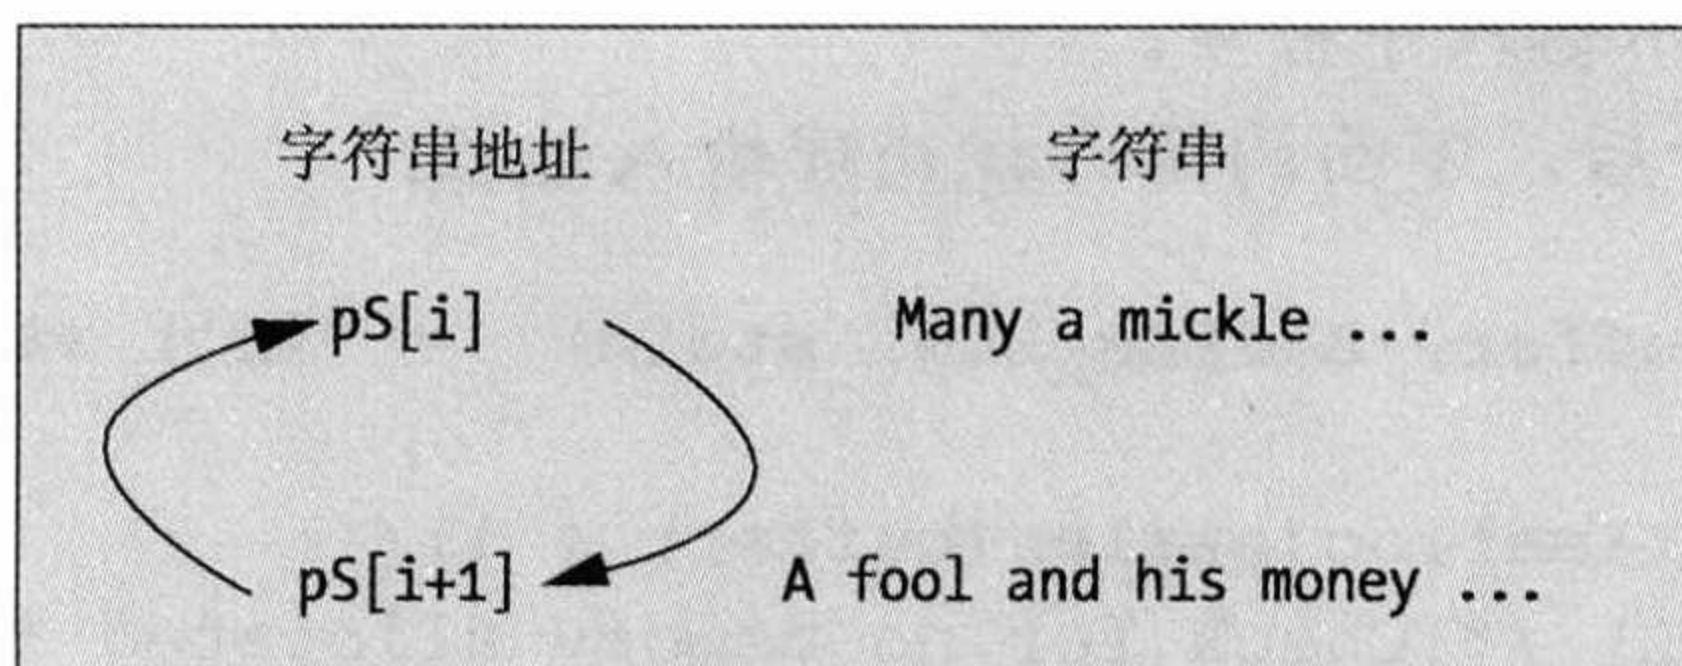 字符串地址 字符串
pS[i] Many a mickle ...
pS[i+1] A fool and his money ...